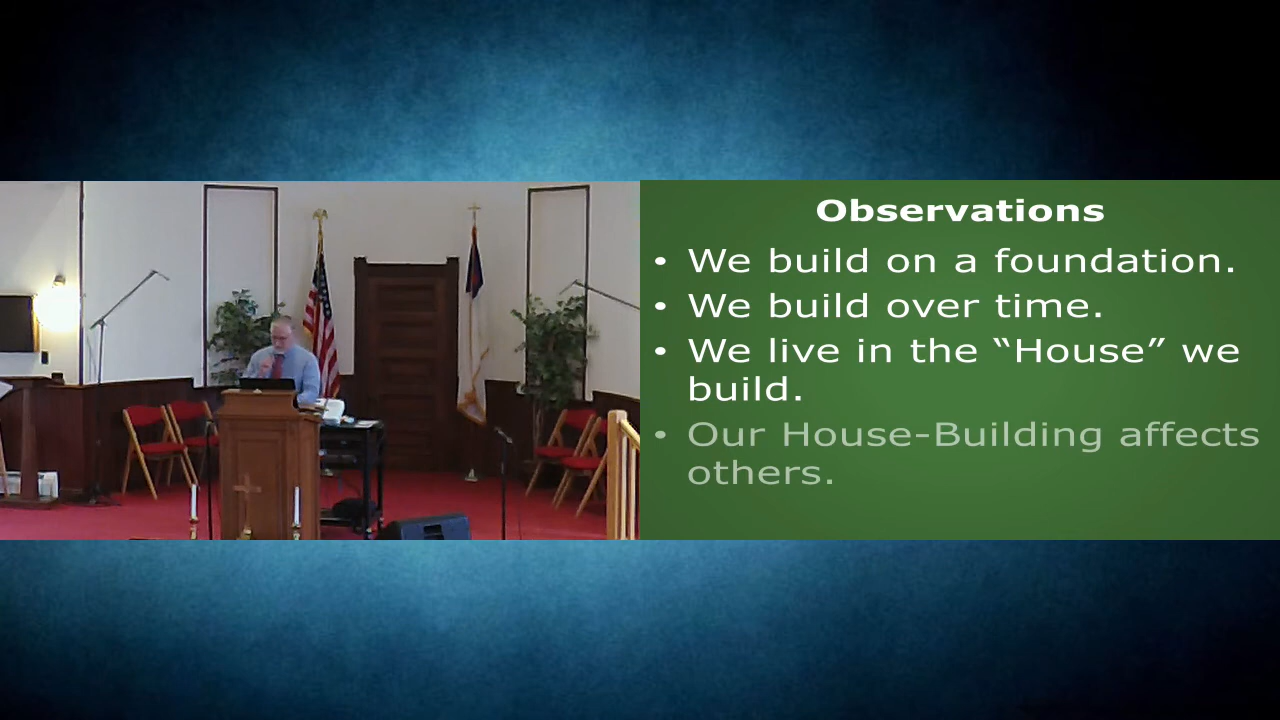 Observations
• We build on a foundation.
• We build over time.
• We live in the “House” we
build.
• Our House-Building affects
others.